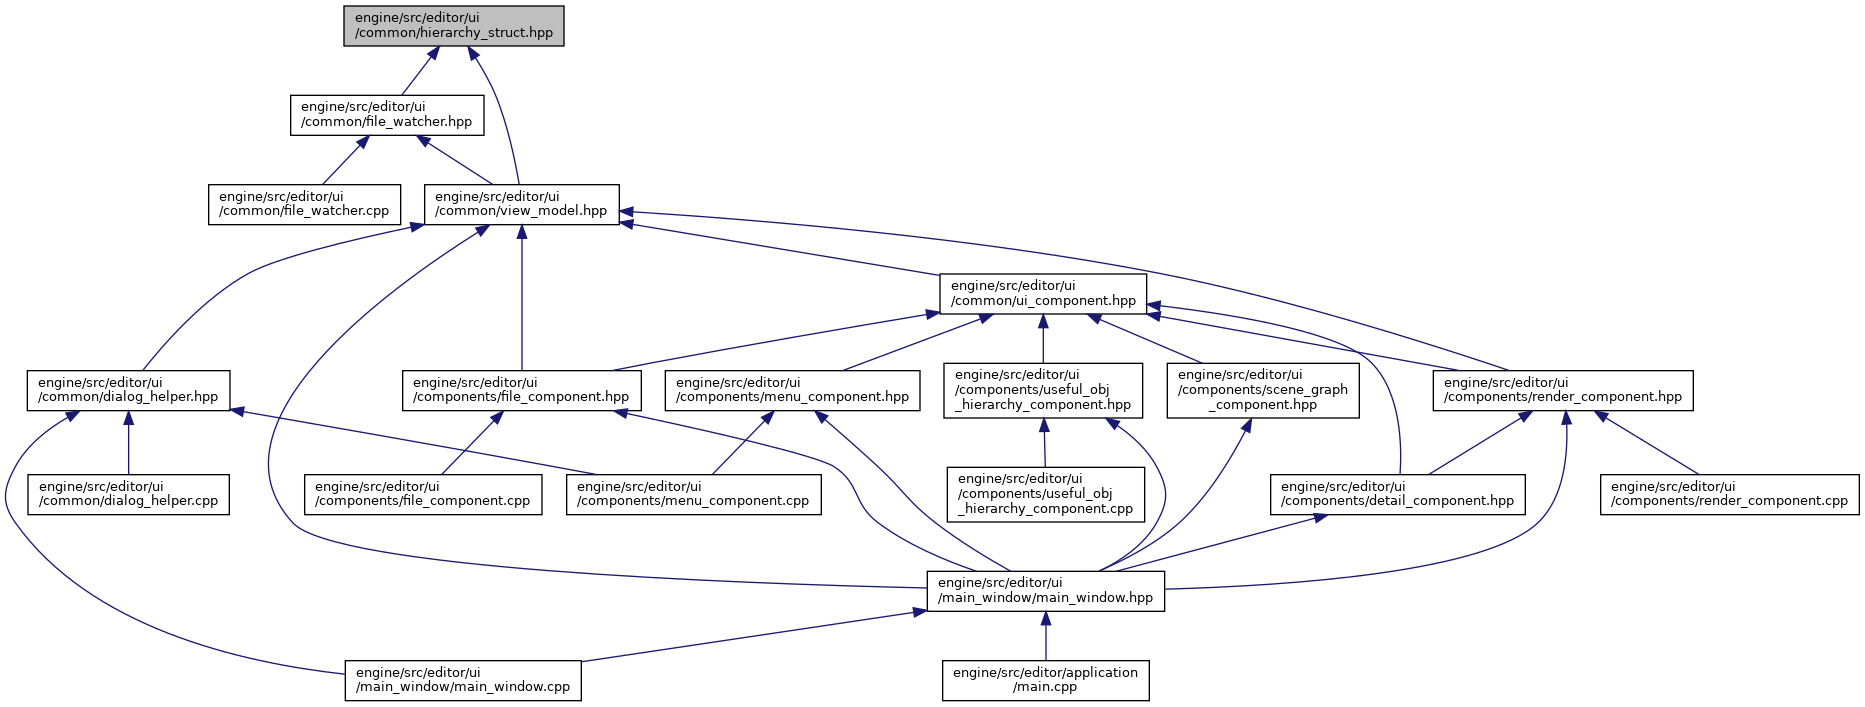 engine/src/editor/ui
/common/hierarchy_struct.hpp
engine/src/editor/ui
/common/file_watcher.hpp
engine/src/editor/ui
/common/file_watcher.cpp
engine/src/editor/ui
/common/view_model.hpp
engine/src/editor/ui
/common/ui_component.hpp
engine/src/editor/ui
/common/dialog_helper.hpp
engine/src/editor/ui
/components/file_component.hpp
engine/src/editor/ui
/components/menu_component.hpp
engine/src/editor/ui
/components/useful_obj
_hierarchy_component.hpp
engine/src/editor/ui
/components/scene_graph
_component.hpp
engine/src/editor/ui
/components/render_component.hpp
engine/src/editor/ui
/common/dialog_helper.cpp
engine/src/editor/ui
/components/file_component.cpp
engine/src/editor/ui
/components/menu_component.cpp
engine/src/editor/ui
/components/useful_obj
_hierarchy_component.cpp
engine/src/editor/ui
/components/detail_component.hpp
engine/src/editor/ui
/components/render_component.cpp
engine/src/editor/ui
/main_window/main_window.hpp
engine/src/editor/ui
/main_window/main_window.cpp
engine/src/editor/application
/main.cpp